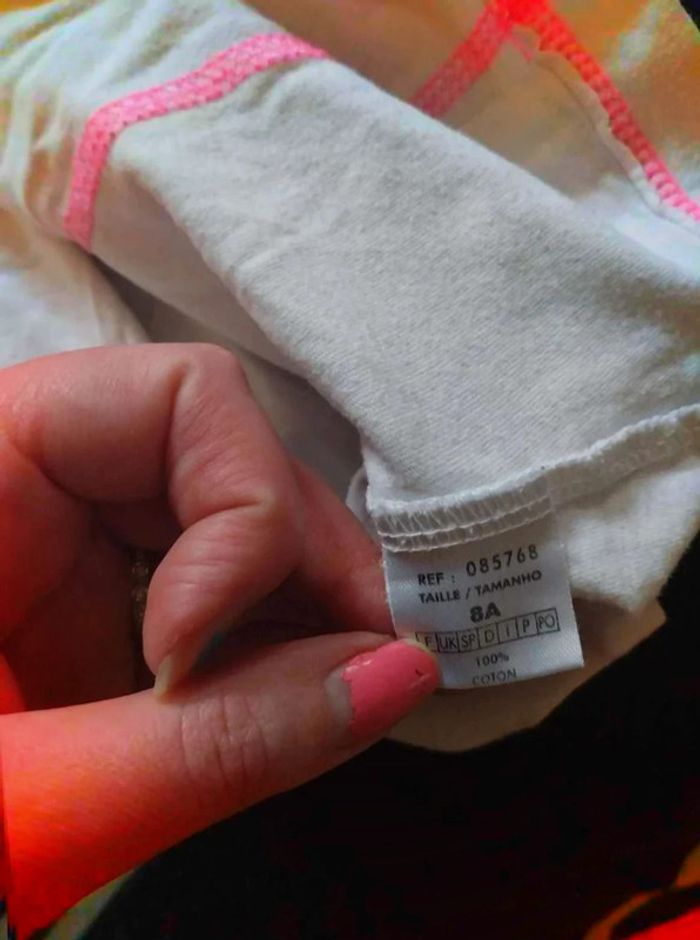 REF : 085768
TAILLE / TAMANHO
8A
F UK SP D I P PO
100%
COTON